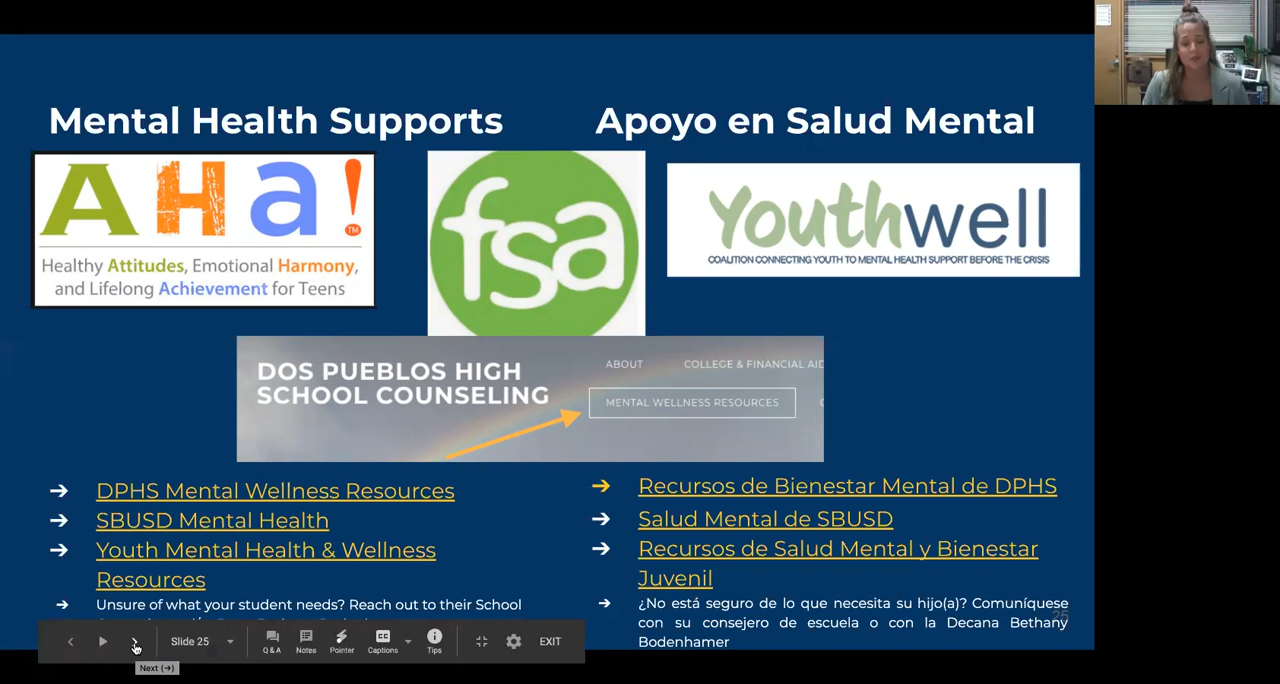 Mental Health Supports
Apoyo en Salud Mental
AHa!
TM
Healthy Attitudes, Emotional Harmony,
and Lifelong Achievement for Teens
fsa
Youthwell
COALITION CONNECTING YOUTH TO MENTAL HEALTH SUPPORT BEFORE THE CRISIS
DOS PUEBLOS HIGH
SCHOOL COUNSELING
ABOUT
COLLEGE & FINANCIAL AID
MENTAL WELLNESS RESOURCES
➔ DPHS Mental Wellness Resources
➔ SBUSD Mental Health
➔ Youth Mental Health & Wellness
Resources
➔ Unsure of what your student needs? Reach out to their School
➔ Recursos de Bienestar Mental de DPHS
➔ Salud Mental de SBUSD
➔ Recursos de Salud Mental y Bienestar
Juvenil
➔ ¿No está seguro de lo que necesita su hijo(a)? Comuníquese
con su consejero de escuela o con la Decana Bethany
Bodenhamer
25
Slide 25
Q & A
Notes
Pointer
CC
Captions
Tips
EXIT
Next (→)